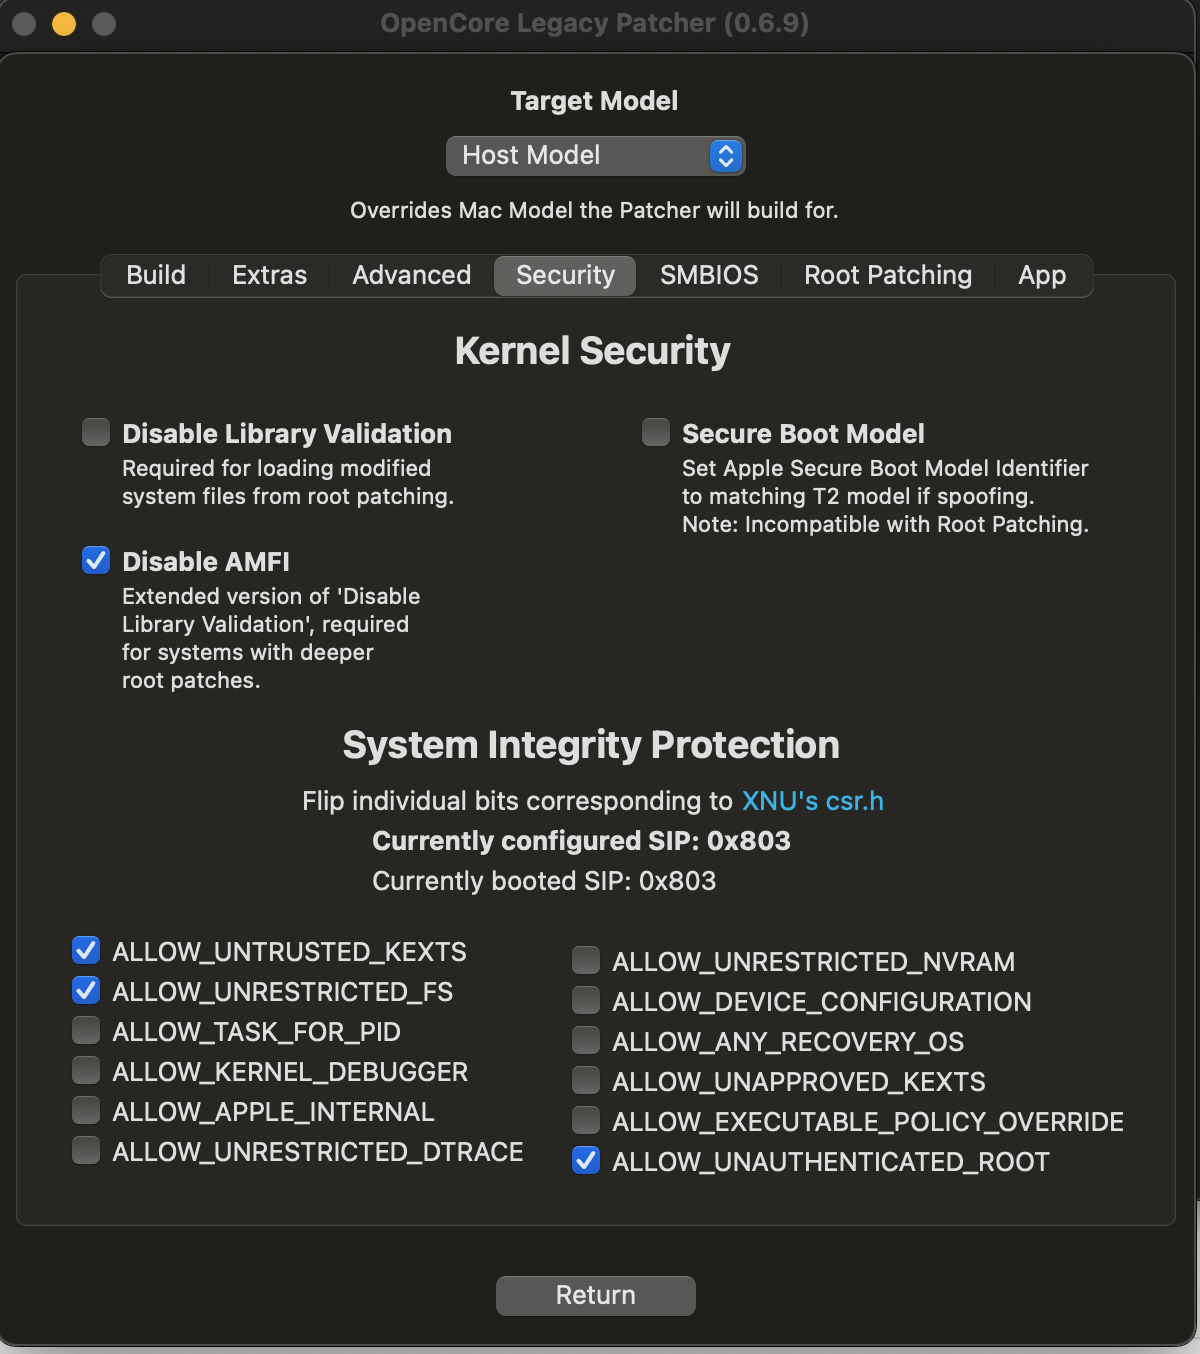 OpenCore Legacy Patcher (0.6.9)
Target Model
Host Model
Overrides Mac Model the Patcher will build for.
Build Extras Advanced Security SMBIOS Root Patching App
Kernel Security
Disable Library Validation
Required for loading modified
system files from root patching.
Secure Boot Model
Set Apple Secure Boot Model Identifier
to matching T2 model if spoofing.
Note: Incompatible with Root Patching.
Disable AMFI
Extended version of 'Disable
Library Validation', required
for systems with deeper
root patches.
System Integrity Protection
Flip individual bits corresponding to XNU's csr.h
Currently configured SIP: 0x803
Currently booted SIP: 0x803
ALLOW_UNTRUSTED_KEXTS
ALLOW_UNRESTRICTED_FS
ALLOW_TASK_FOR_PID
ALLOW_KERNEL_DEBUGGER
ALLOW_APPLE_INTERNAL
ALLOW_UNRESTRICTED_DTRACE
ALLOW_UNRESTRICTED_NVRAM
ALLOW_DEVICE_CONFIGURATION
ALLOW_ANY_RECOVERY_OS
ALLOW_UNAPPROVED_KEXTS
ALLOW_EXECUTABLE_POLICY_OVERRIDE
ALLOW_UNAUTHENTICATED_ROOT
Return